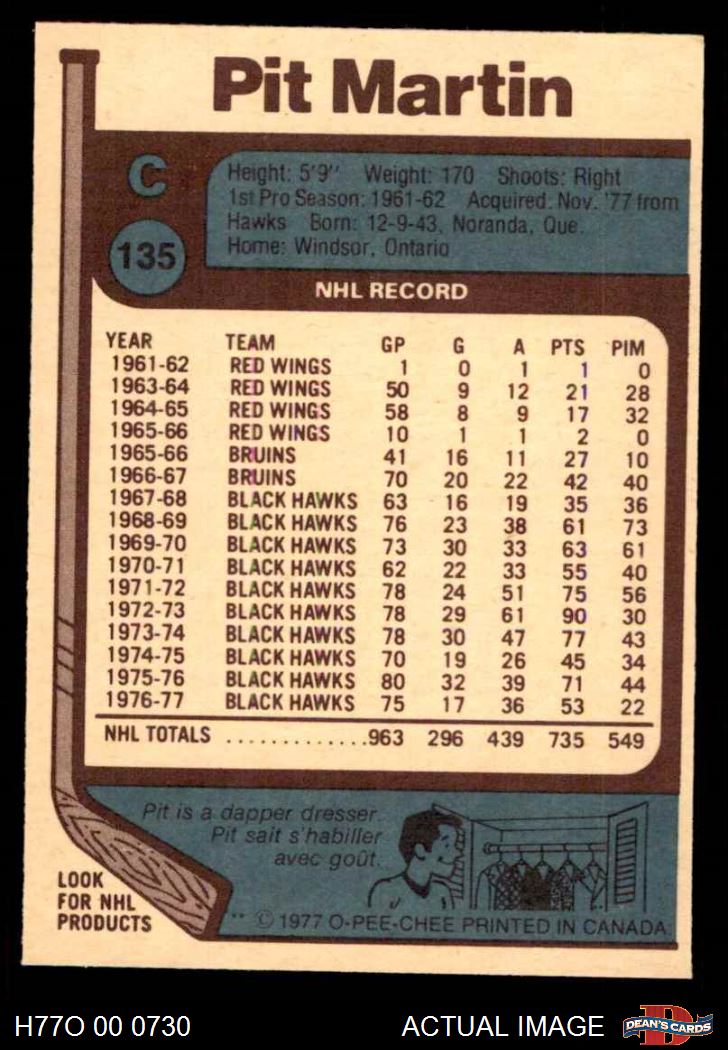 Pit Martin
C
135
Height: 5'9'' Weight: 170 Shoots: Right
1st Pro Season: 1961-62 Acquired: Nov. '77 from
Hawks Born: 12-9-43, Noranda, Que.
Home: Windsor, Ontario
NHL RECORD
YEAR TEAM GP G A PTS PIM
1961-62 RED WINGS 1 0 1 1 0
1963-64 RED WINGS 50 9 12 21 28
1964-65 RED WINGS 58 8 9 17 32
1965-66 RED WINGS 10 1 1 2 0
1965-66 BRUINS 41 16 11 27 10
1966-67 BRUINS 70 20 22 42 40
1967-68 BLACK HAWKS 63 16 19 35 36
1968-69 BLACK HAWKS 76 23 38 61 73
1969-70 BLACK HAWKS 73 30 33 63 61
1970-71 BLACK HAWKS 62 22 33 55 40
1971-72 BLACK HAWKS 78 24 51 75 56
1972-73 BLACK HAWKS 78 29 61 90 30
1973-74 BLACK HAWKS 78 30 47 77 43
1974-75 BLACK HAWKS 70 19 26 45 34
1975-76 BLACK HAWKS 80 32 39 71 44
1976-77 BLACK HAWKS 75 17 36 53 22
NHL TOTALS .............963 296 439 735 549
Pit is a dapper dresser.
Pit sait s'habiller
avec goût.
LOOK
FOR NHL
PRODUCTS
** © 1977 O-PEE-CHEE PRINTED IN CANADA
H77O 00 0730 ACTUAL IMAGE
D
DEAN'S CARDS